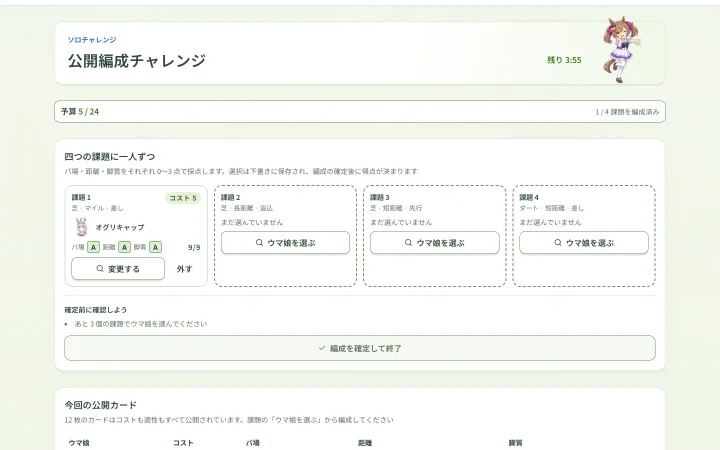 ソロチャレンジ
公開編成チャレンジ
残り 3:55
予算 5 / 24
1 / 4 課題を編成済み
四つの課題に一人ずつ
バ場・距離・脚質をそれぞれ 0〜3 点で採点します。選択は下書きに保存され、編成の確定後に得点が決まります
課題 1
コスト 5
芝 · マイル · 差し
オグリキャップ
バ場 A 距離 A 脚質 A 9/9
変更する
外す
課題 2
芝 · 長距離 · 追込
まだ選んでいません
ウマ娘を選ぶ
課題 3
芝 · 短距離 · 先行
まだ選んでいません
ウマ娘を選ぶ
課題 4
ダート · 短距離 · 差し
まだ選んでいません
ウマ娘を選ぶ
確定前に確認しよう
• あと 3 個の課題でウマ娘を選んでください
編成を確定して終了
今回の公開カード
12 枚のカードはコストも適性もすべて公開されています。課題の「ウマ娘を選ぶ」から編成してください
ウマ娘 コスト バ場 距離 脚質